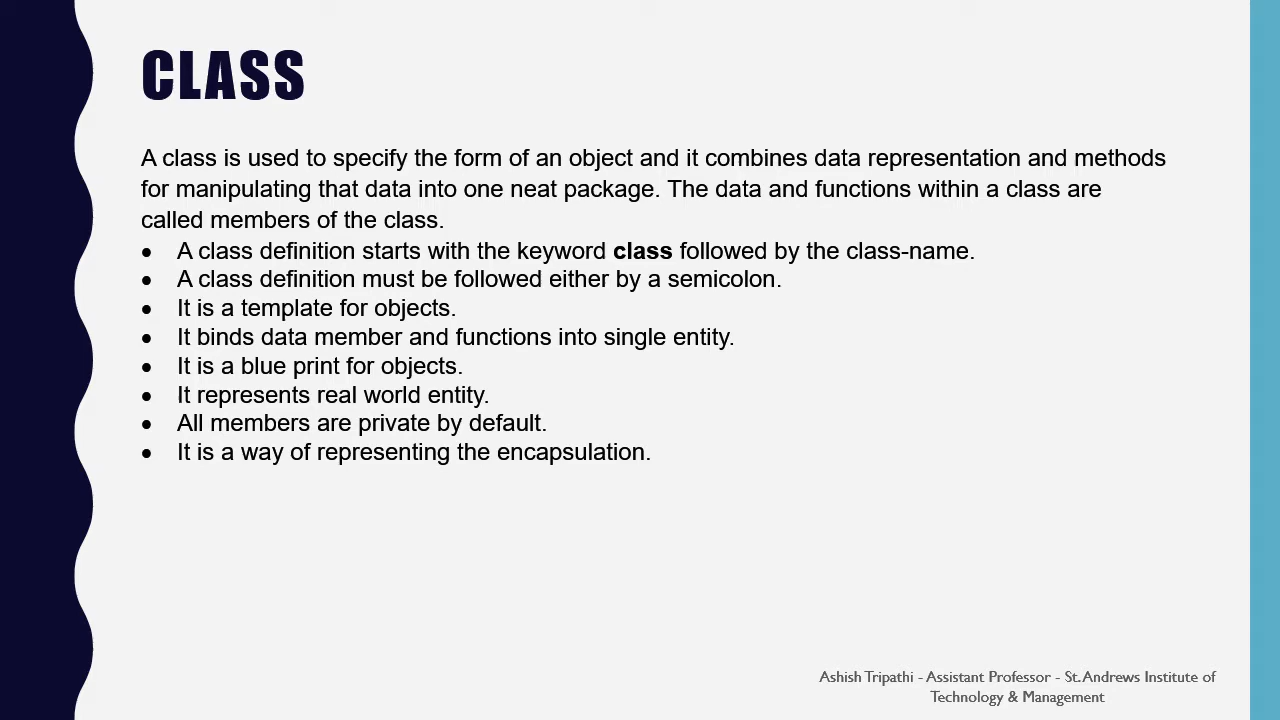 CLASS
A class is used to specify the form of an object and it combines data representation and methods
for manipulating that data into one neat package. The data and functions within a class are
called members of the class.
• A class definition starts with the keyword class followed by the class-name.
• A class definition must be followed either by a semicolon.
• It is a template for objects.
• It binds data member and functions into single entity.
• It is a blue print for objects.
• It represents real world entity.
• All members are private by default.
• It is a way of representing the encapsulation.
Ashish Tripathi - Assistant Professor - St. Andrews Institute of
Technology & Management